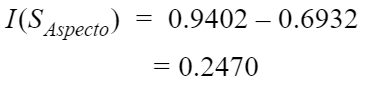 I(S_Aspecto) = 0.9402 – 0.6932
= 0.2470